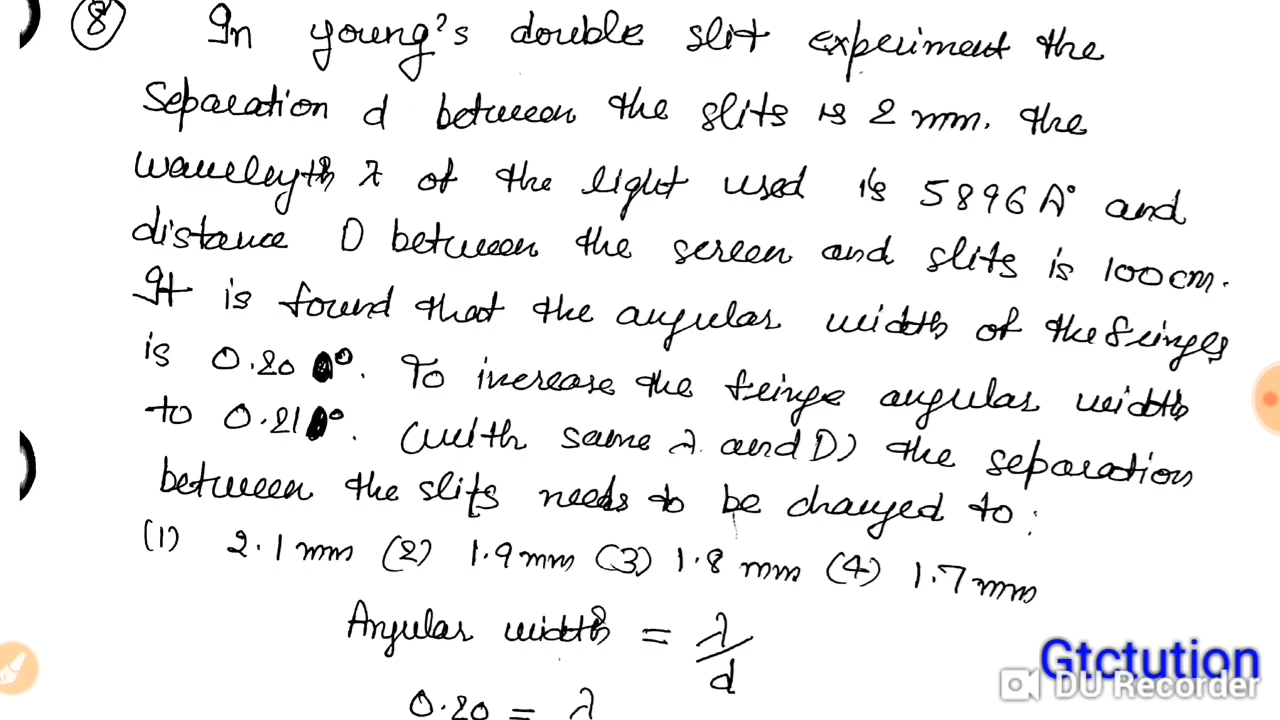 8 In young's double slit experiment the
Separation d between the slits is 2 mm. the
wavelength λ of the light used is 5896 A° and
distance D between the screen and slits is 100cm.
It is found that the angular width of the fringes
is 0.20°. To increase the fringe angular width
to 0.21°. (with same λ and D) the separation
between the slits needs to be changed to:
(1) 2.1 mm (2) 1.9mm (3) 1.8 mm (4) 1.7mm
Angular width = λ/d
0.20 = λ
Gtctution
DU Recorder